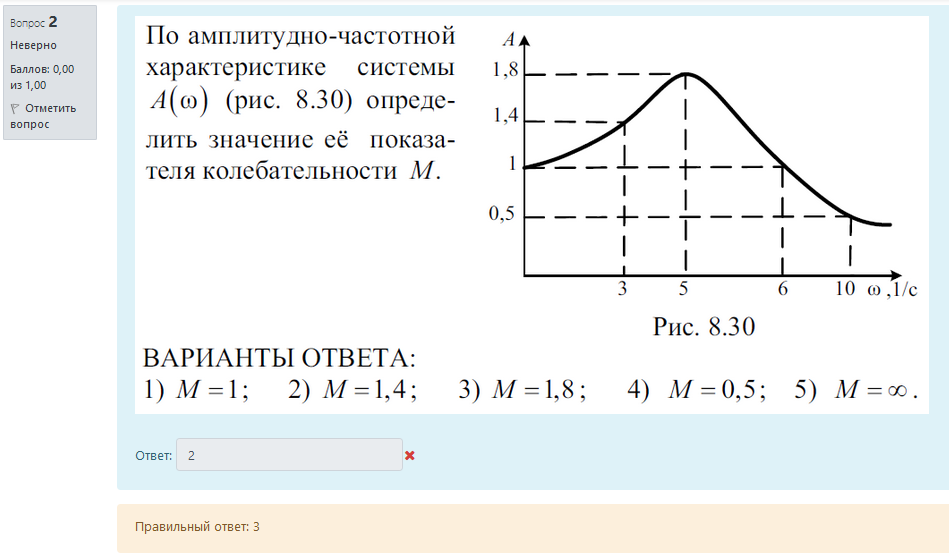 Вопрос 2
Неверно
Баллов: 0,00
из 1,00
Отметить
вопрос
По амплитудно-частотной
характеристике системы
A(ω) (рис. 8.30) опреде-
лить значение её показа-
теля колебательности M.
A
1,8
1,4
1
0,5
3 5 6 10 ω ,1/c
Рис. 8.30
ВАРИАНТЫ ОТВЕТА:
1) M = 1; 2) M = 1,4; 3) M = 1,8; 4) M = 0,5; 5) M = ∞.
Ответ: 2
Правильный ответ: 3